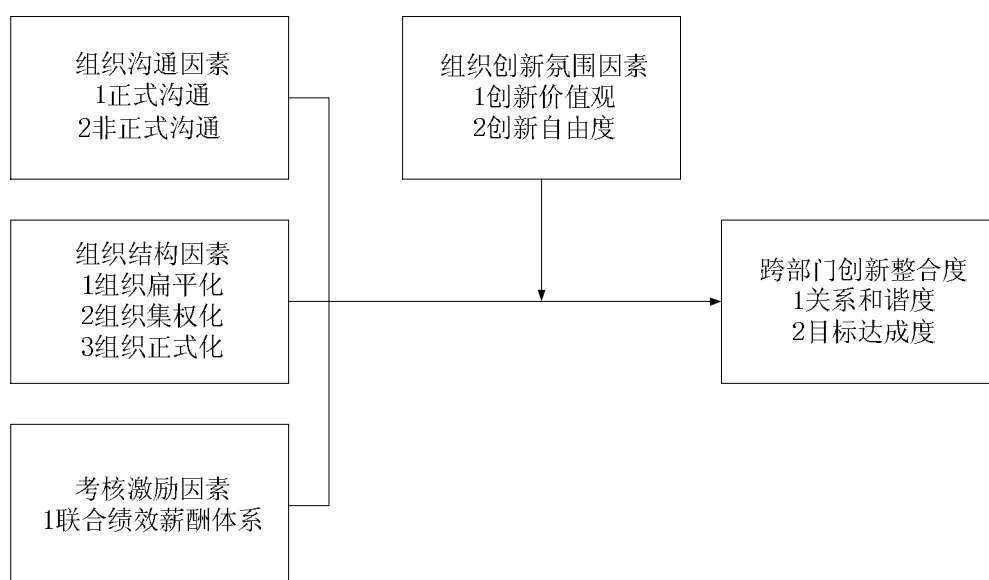 组织沟通因素
1正式沟通
2非正式沟通
组织创新氛围因素
1创新价值观
2创新自由度
组织结构因素
1组织扁平化
2组织集权化
3组织正式化
跨部门创新整合度
1关系和谐度
2目标达成度
考核激励因素
1联合绩效薪酬体系